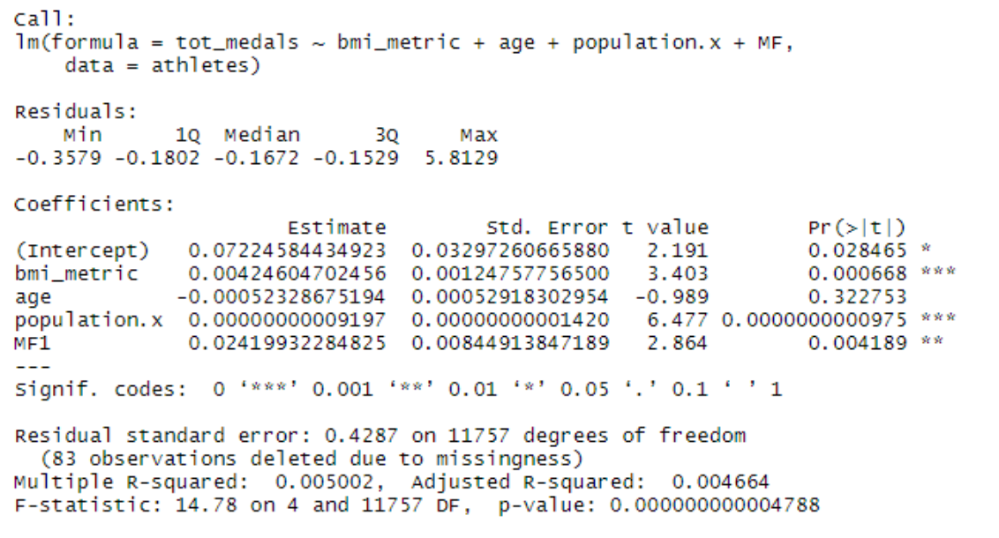 Call:
lm(formula = tot_medals ~ bmi_metric + age + population.x + MF,
    data = athletes)

Residuals:
    Min      1Q  Median      3Q     Max
-0.3579 -0.1802 -0.1672 -0.1529  5.8129

Coefficients:
                      Estimate        Std. Error t value        Pr(>|t|)
(Intercept)   0.07224584434923  0.03297260665880   2.191        0.028465 *
bmi_metric    0.00424604702456  0.00124757756500   3.403        0.000668 ***
age          -0.00052328675194  0.00052918302954  -0.989        0.322753
population.x  0.00000000009197  0.00000000001420   6.477 0.0000000000975 ***
MF1           0.02419932284825  0.00844913847189   2.864        0.004189 **
---
Signif. codes:  0 ‘***’ 0.001 ‘**’ 0.01 ‘*’ 0.05 ‘.’ 0.1 ‘ ’ 1

Residual standard error: 0.4287 on 11757 degrees of freedom
  (83 observations deleted due to missingness)
Multiple R-squared:  0.005002,	Adjusted R-squared:  0.004664
F-statistic: 14.78 on 4 and 11757 DF,  p-value: 0.000000000004788